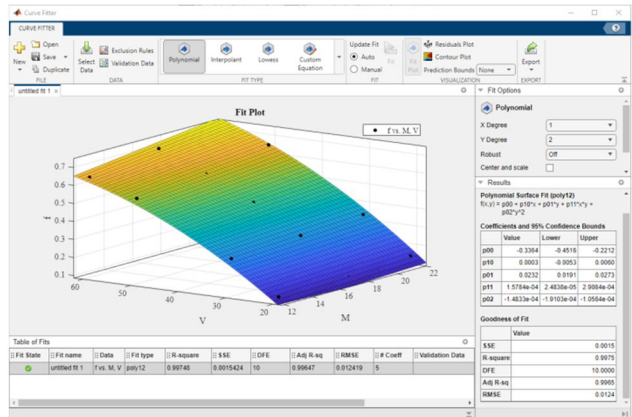 Curve Fitter
CURVE FITTER
New
Open
Save
Duplicate
FILE
Select Data
Exclusion Rules
Validation Data
DATA
Polynomial
Interpolant
Lowess
Custom Equation
FIT TYPE
Update Fit
Auto
Manual
Fit
FIT
Fit Plot
Residuals Plot
Contour Plot
Prediction Bounds None
VISUALIZATION
Export
EXPORT
untitled fit 1 ×
Fit Plot
f vs. M, V
f
0.7
0.6
0.5
0.4
0.3
0.2
0.1
60
50
40
30
20
V
12
14
16
18
20
22
M
Fit Options
Polynomial
X Degree 1
Y Degree 2
Robust Off
Center and scale
Results
Polynomial Surface Fit (poly12)
f(x,y) = p00 + p10*x + p01*y + p11*x*y +
p02*y^2
Coefficients and 95% Confidence Bounds
Value Lower Upper
p00 -0.3364 -0.4516 -0.2212
p10 0.0003 -0.0053 0.0060
p01 0.0232 0.0191 0.0273
p11 1.5784e-04 2.4836e-05 2.9084e-04
p02 -1.4833e-04 -1.9103e-04 -1.0564e-04
Goodness of Fit
Value
SSE 0.0015
R-square 0.9975
DFE 10.0000
Adj R-sq 0.9965
RMSE 0.0124
Table of Fits
Fit State Fit name Data Fit type R-square SSE DFE Adj R-sq RMSE # Coeff Validation Data
untitled fit 1 f vs. M, V poly12 0.99748 0.0015424 10 0.99647 0.012419 5